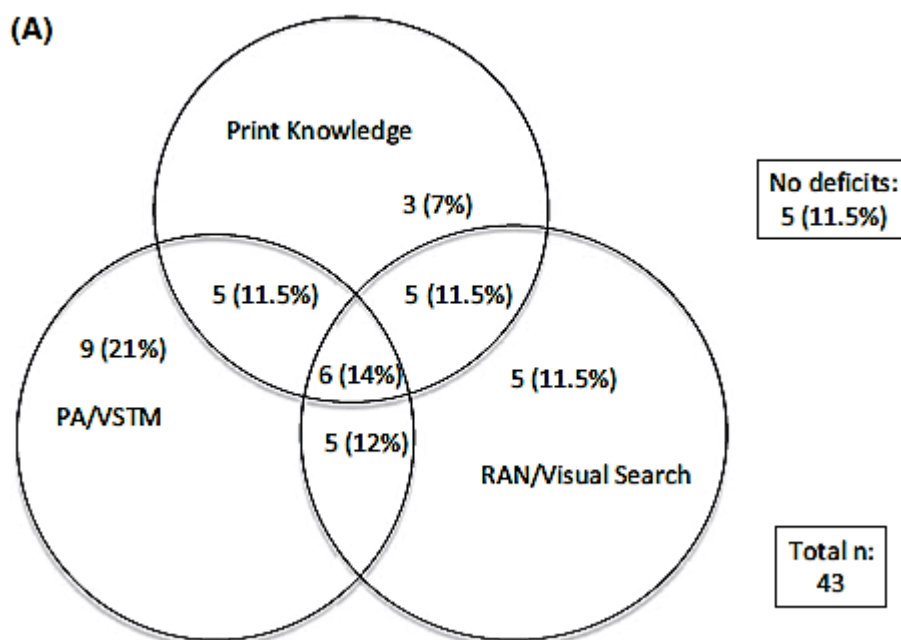 (A)
Print Knowledge
3 (7%)
No deficits:
5 (11.5%)
5 (11.5%)
5 (11.5%)
9 (21%)
6 (14%)
5 (11.5%)
PA/VSTM
5 (12%)
RAN/Visual Search
Total n:
43